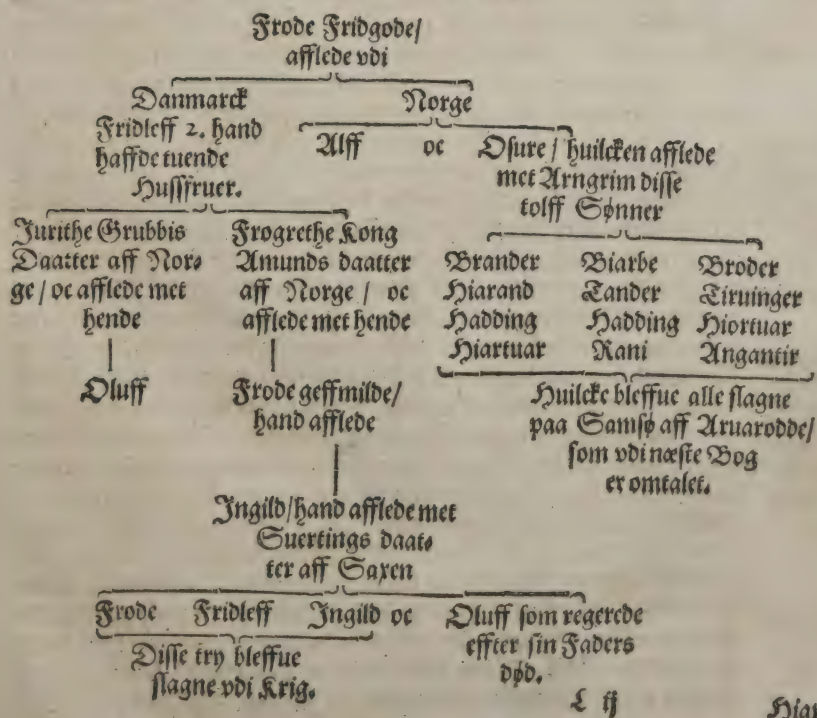 Frode Fridgode/
afflede vdi
Danmarck
Fridleff 2. hand
haffde tuende
Hussfruer.
Norge
Alff oc Ofure / huilcken afflede
met Arngrim disse
tolff Sønner
Jurithe Grubbis
Daatter aff Nor-
ge / oc afflede met
hende
Oluff
Frogrethe Kong
Amunds daatter
aff Norge / oc
afflede met hende
Frode geffmilde/
hand afflede
Brander Biarbe Broder
Hiarand Tander Tiruinger
Hadding Hadding Hiortuar
Hiartuar Rani Angantir
Huilcke bleffue alle slagne
paa Samsø aff Aruarodde/
som vdi næste Bog
er omtalet.
Ingild/hand afflede met
Suertings daat-
ter aff Saxen
Frode Fridleff Ingild oc Oluff som regerede
effter sin Faders
død.
Disse try bleffue
slagne vdi Krig.
L ij
Hiar